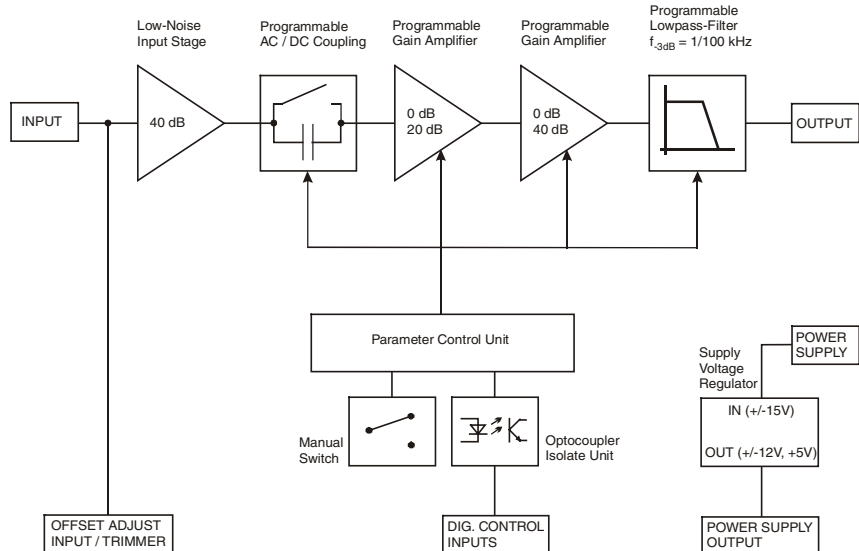 Low-Noise
Input Stage
Programmable
AC / DC Coupling
Programmable
Gain Amplifier
Programmable
Gain Amplifier
Programmable
Lowpass-Filter
f-3dB = 1/100 kHz
INPUT
40 dB
0 dB
20 dB
0 dB
40 dB
OUTPUT
Parameter Control Unit
Manual
Switch
Optocoupler
Isolate Unit
Supply
Voltage
Regulator
POWER
SUPPLY
IN (+/-15V)
OUT (+/-12V, +5V)
OFFSET ADJUST
INPUT / TRIMMER
DIG. CONTROL
INPUTS
POWER SUPPLY
OUTPUT